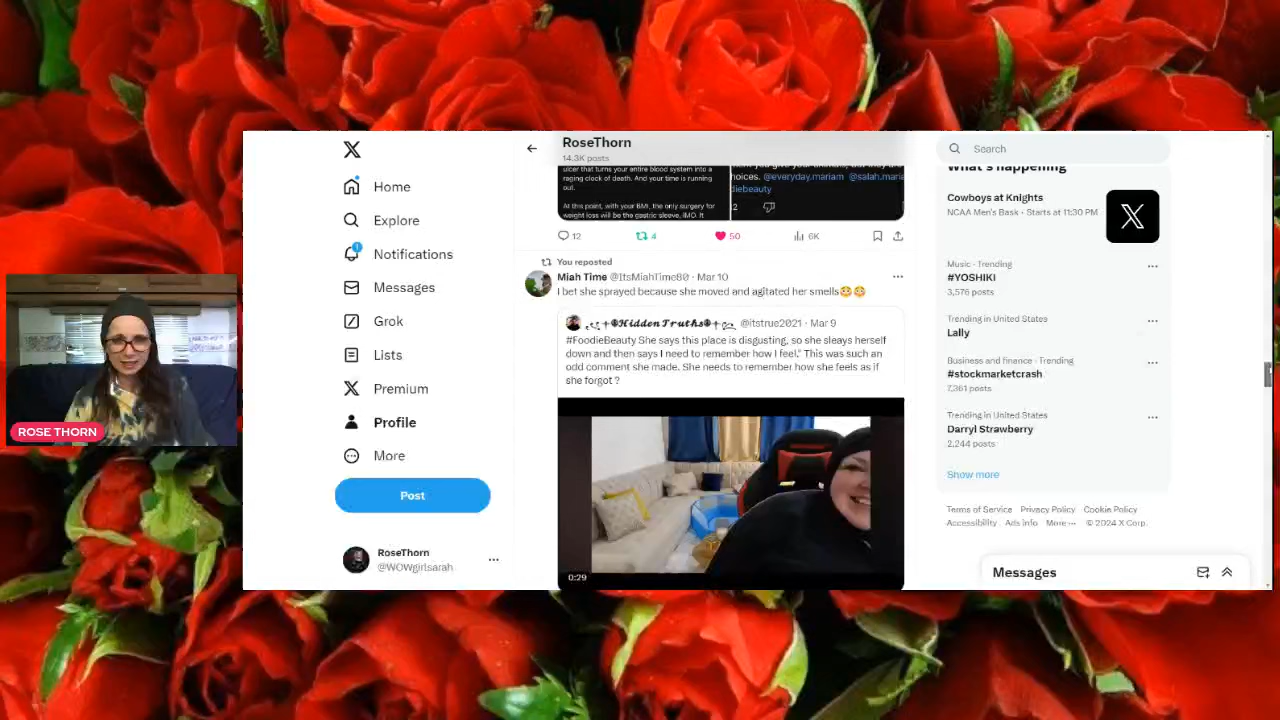 RoseThorn
14.3K posts
ulcer that turns your entire blood system into a
raging clock of death. And your time is running
out.
At this point, with your BMI, the only surgery for
weight loss will be the gastric sleeve, IMO. It
hoices. @everyday.mariam @salah.maria
diebeauty
2
12
4
50
6K
You reposted
Miah Time @ItsMiahTime80 · Mar 10
I bet she sprayed because she moved and agitated her smells😳😳
Hidden Truths @itstrue2021 · Mar 9
#FoodieBeauty She says this place is disgusting, so she sleays herself
down and then says I need to remember how I feel," This was such an
odd comment she made. She needs to remember how she feels as if
she forgot ?
0:29
Home
Explore
1
Notifications
Messages
Grok
Lists
Premium
Profile
More
Post
RoseThorn
@WOWgirlsarah
ROSE THORN
Search
What's happening
Cowboys at Knights
NCAA Men's Bask · Starts at 11:30 PM
Music · Trending
#YOSHIKI
3,576 posts
Trending in United States
Lally
Business and finance · Trending
#stockmarketcrash
7,361 posts
Trending in United States
Darryl Strawberry
2,244 posts
Show more
Terms of Service Privacy Policy Cookie Policy
Accessibility Ads info More ··· © 2024 X Corp.
Messages